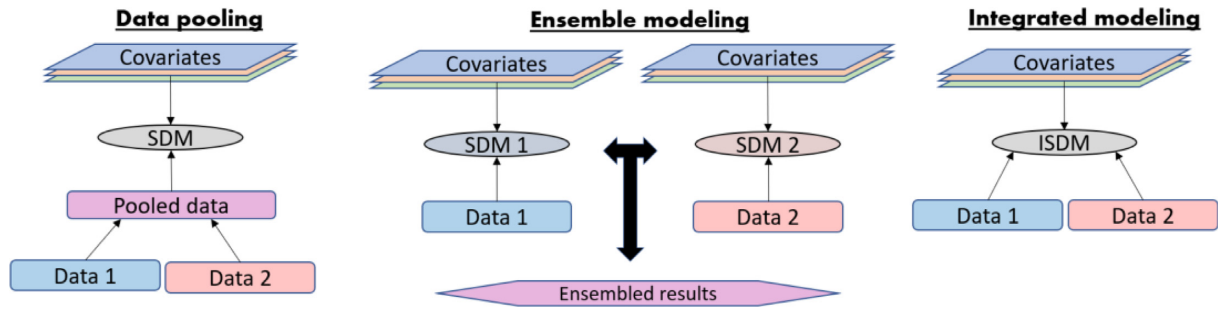 Data pooling
Covariates
SDM
Pooled data
Data 1
Data 2
Ensemble modeling
Covariates
Covariates
SDM 1
SDM 2
Data 1
Data 2
Ensembled results
Integrated modeling
Covariates
ISDM
Data 1
Data 2